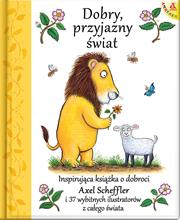 Dobry,
przyjazny
świat
Inspirująca książka o dobroci
Axel Scheffler
i 37 wybitnych ilustratorów
z całego świata